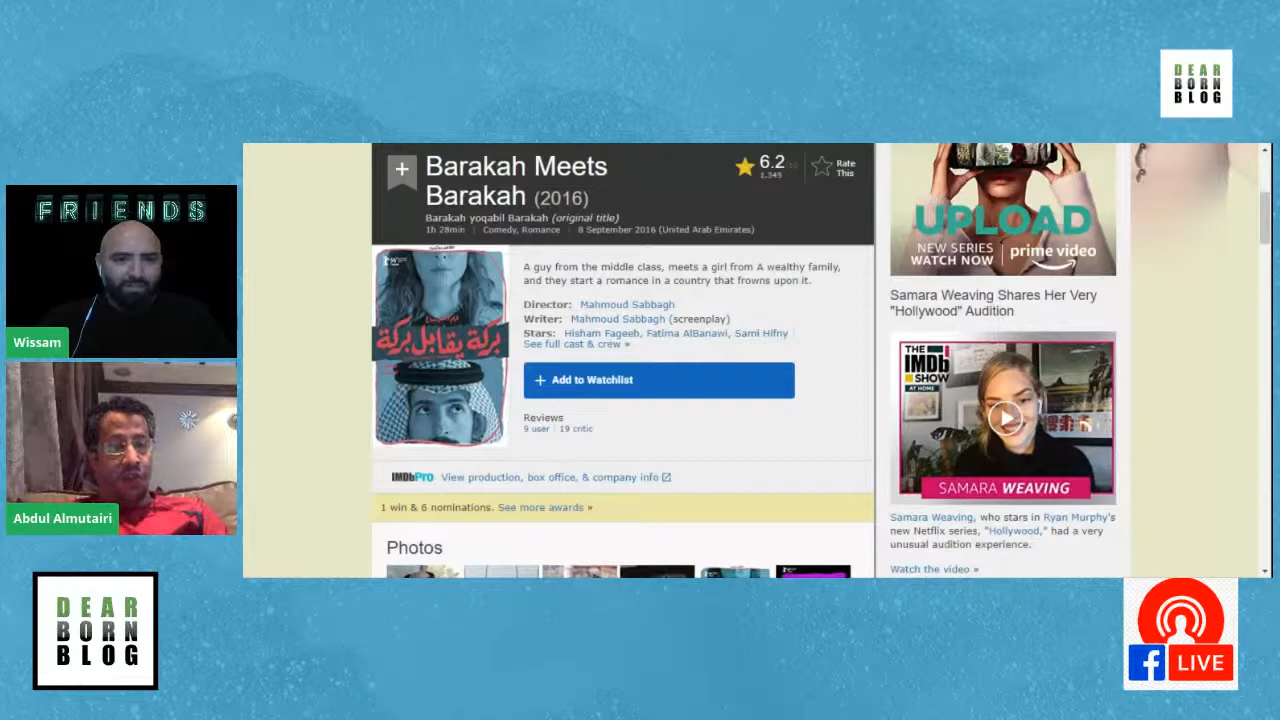 DEAR
BORN
BLOG
FRIENDS
Wissam
Abdul Almutairi
DEAR
BORN
BLOG
Barakah Meets
Barakah (2016)
Barakah yoqabil Barakah (original title)
1h 28min | Comedy, Romance | 8 September 2016 (United Arab Emirates)
6.2/10
1,349
Rate
This
بركة يقابل بركة
A guy from the middle class, meets a girl from A wealthy family,
and they start a romance in a country that frowns upon it.
Director: Mahmoud Sabbagh
Writer: Mahmoud Sabbagh (screenplay)
Stars: Hisham Fageeh, Fatima AlBanawi, Sami Hifny
See full cast & crew »
+ Add to Watchlist
Reviews
9 user | 19 critic
IMDbPro View production, box office, & company info
1 win & 6 nominations. See more awards »
Photos
UPLOAD
NEW SERIES
WATCH NOW
prime video
Samara Weaving Shares Her Very
"Hollywood" Audition
THE
IMDb
SHOW
AT HOME
SAMARA WEAVING
Samara Weaving, who stars in Ryan Murphy's
new Netflix series, "Hollywood," had a very
unusual audition experience.
Watch the video »
f LIVE